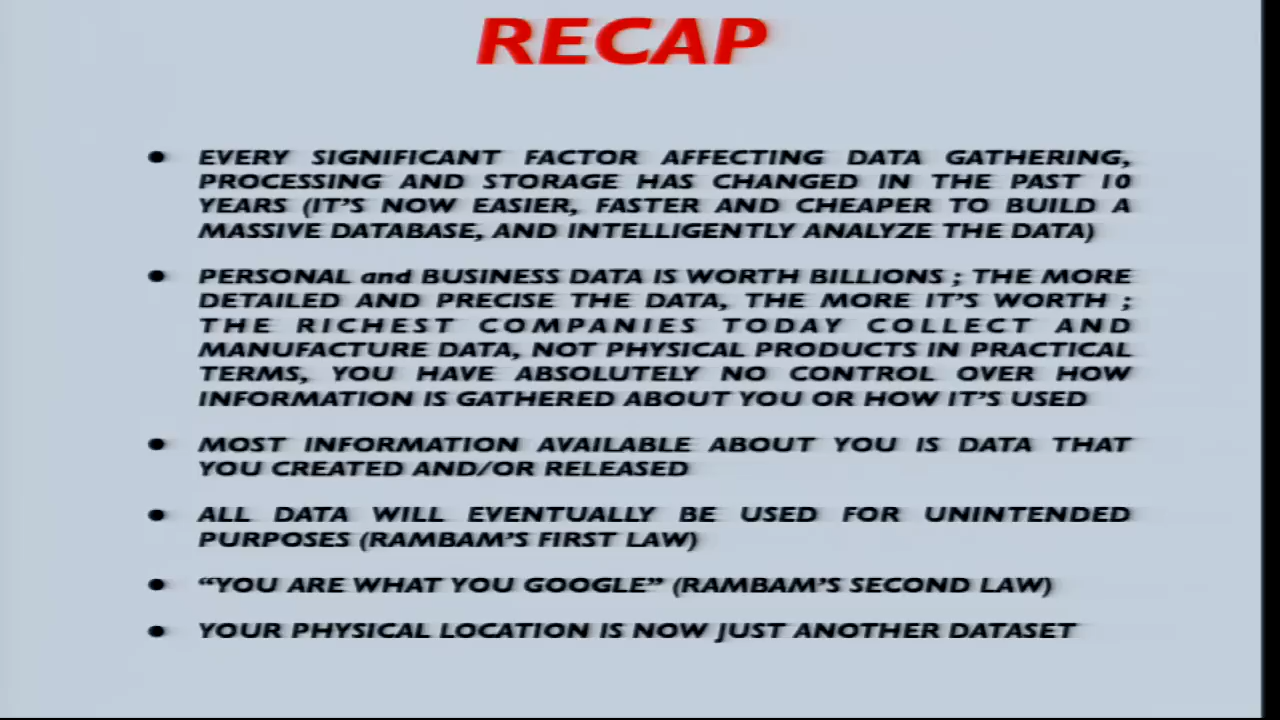 RECAP
• EVERY SIGNIFICANT FACTOR AFFECTING DATA GATHERING,
PROCESSING AND STORAGE HAS CHANGED IN THE PAST 10
YEARS (IT'S NOW EASIER, FASTER AND CHEAPER TO BUILD A
MASSIVE DATABASE, AND INTELLIGENTLY ANALYZE THE DATA)
• PERSONAL and BUSINESS DATA IS WORTH BILLIONS ; THE MORE
DETAILED AND PRECISE THE DATA, THE MORE IT'S WORTH ;
THE RICHEST COMPANIES TODAY COLLECT AND
MANUFACTURE DATA, NOT PHYSICAL PRODUCTS IN PRACTICAL
TERMS, YOU HAVE ABSOLUTELY NO CONTROL OVER HOW
INFORMATION IS GATHERED ABOUT YOU OR HOW IT'S USED
• MOST INFORMATION AVAILABLE ABOUT YOU IS DATA THAT
YOU CREATED AND/OR RELEASED
• ALL DATA WILL EVENTUALLY BE USED FOR UNINTENDED
PURPOSES (RAMBAM'S FIRST LAW)
• “YOU ARE WHAT YOU GOOGLE” (RAMBAM'S SECOND LAW)
• YOUR PHYSICAL LOCATION IS NOW JUST ANOTHER DATASET